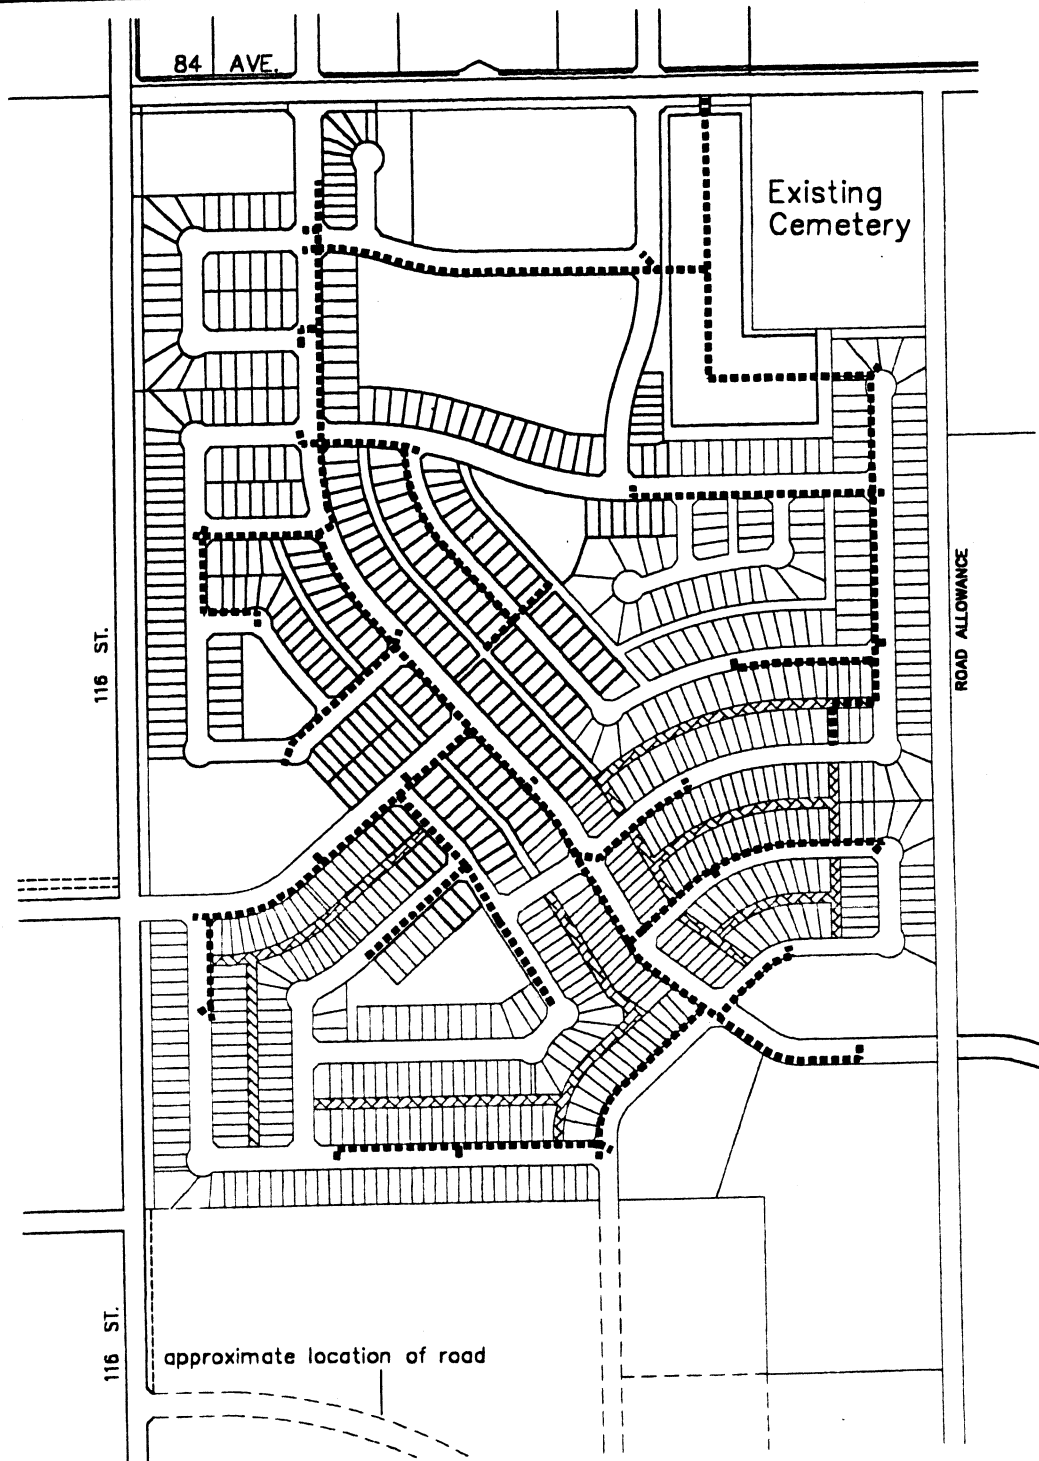 84 AVE.
Existing
Cemetery
116 ST.
ROAD ALLOWANCE
116 ST.
approximate location of road